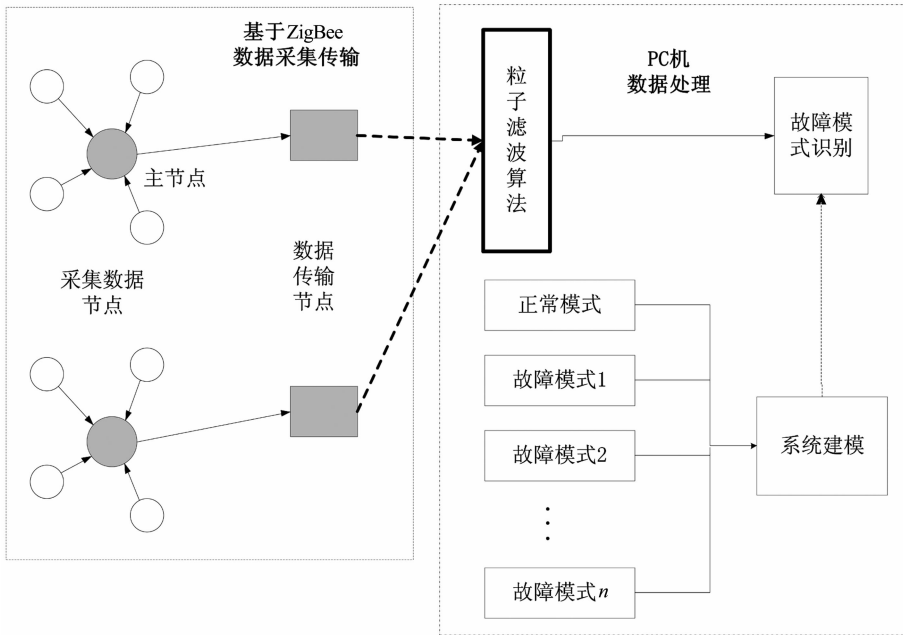 基于ZigBee
数据采集传输
主节点
采集数据
节点
数据
传输
节点
PC机
数据处理
粒
子
滤
波
算
法
故障模
式识别
正常模式
故障模式1
故障模式2
故障模式n
系统建模